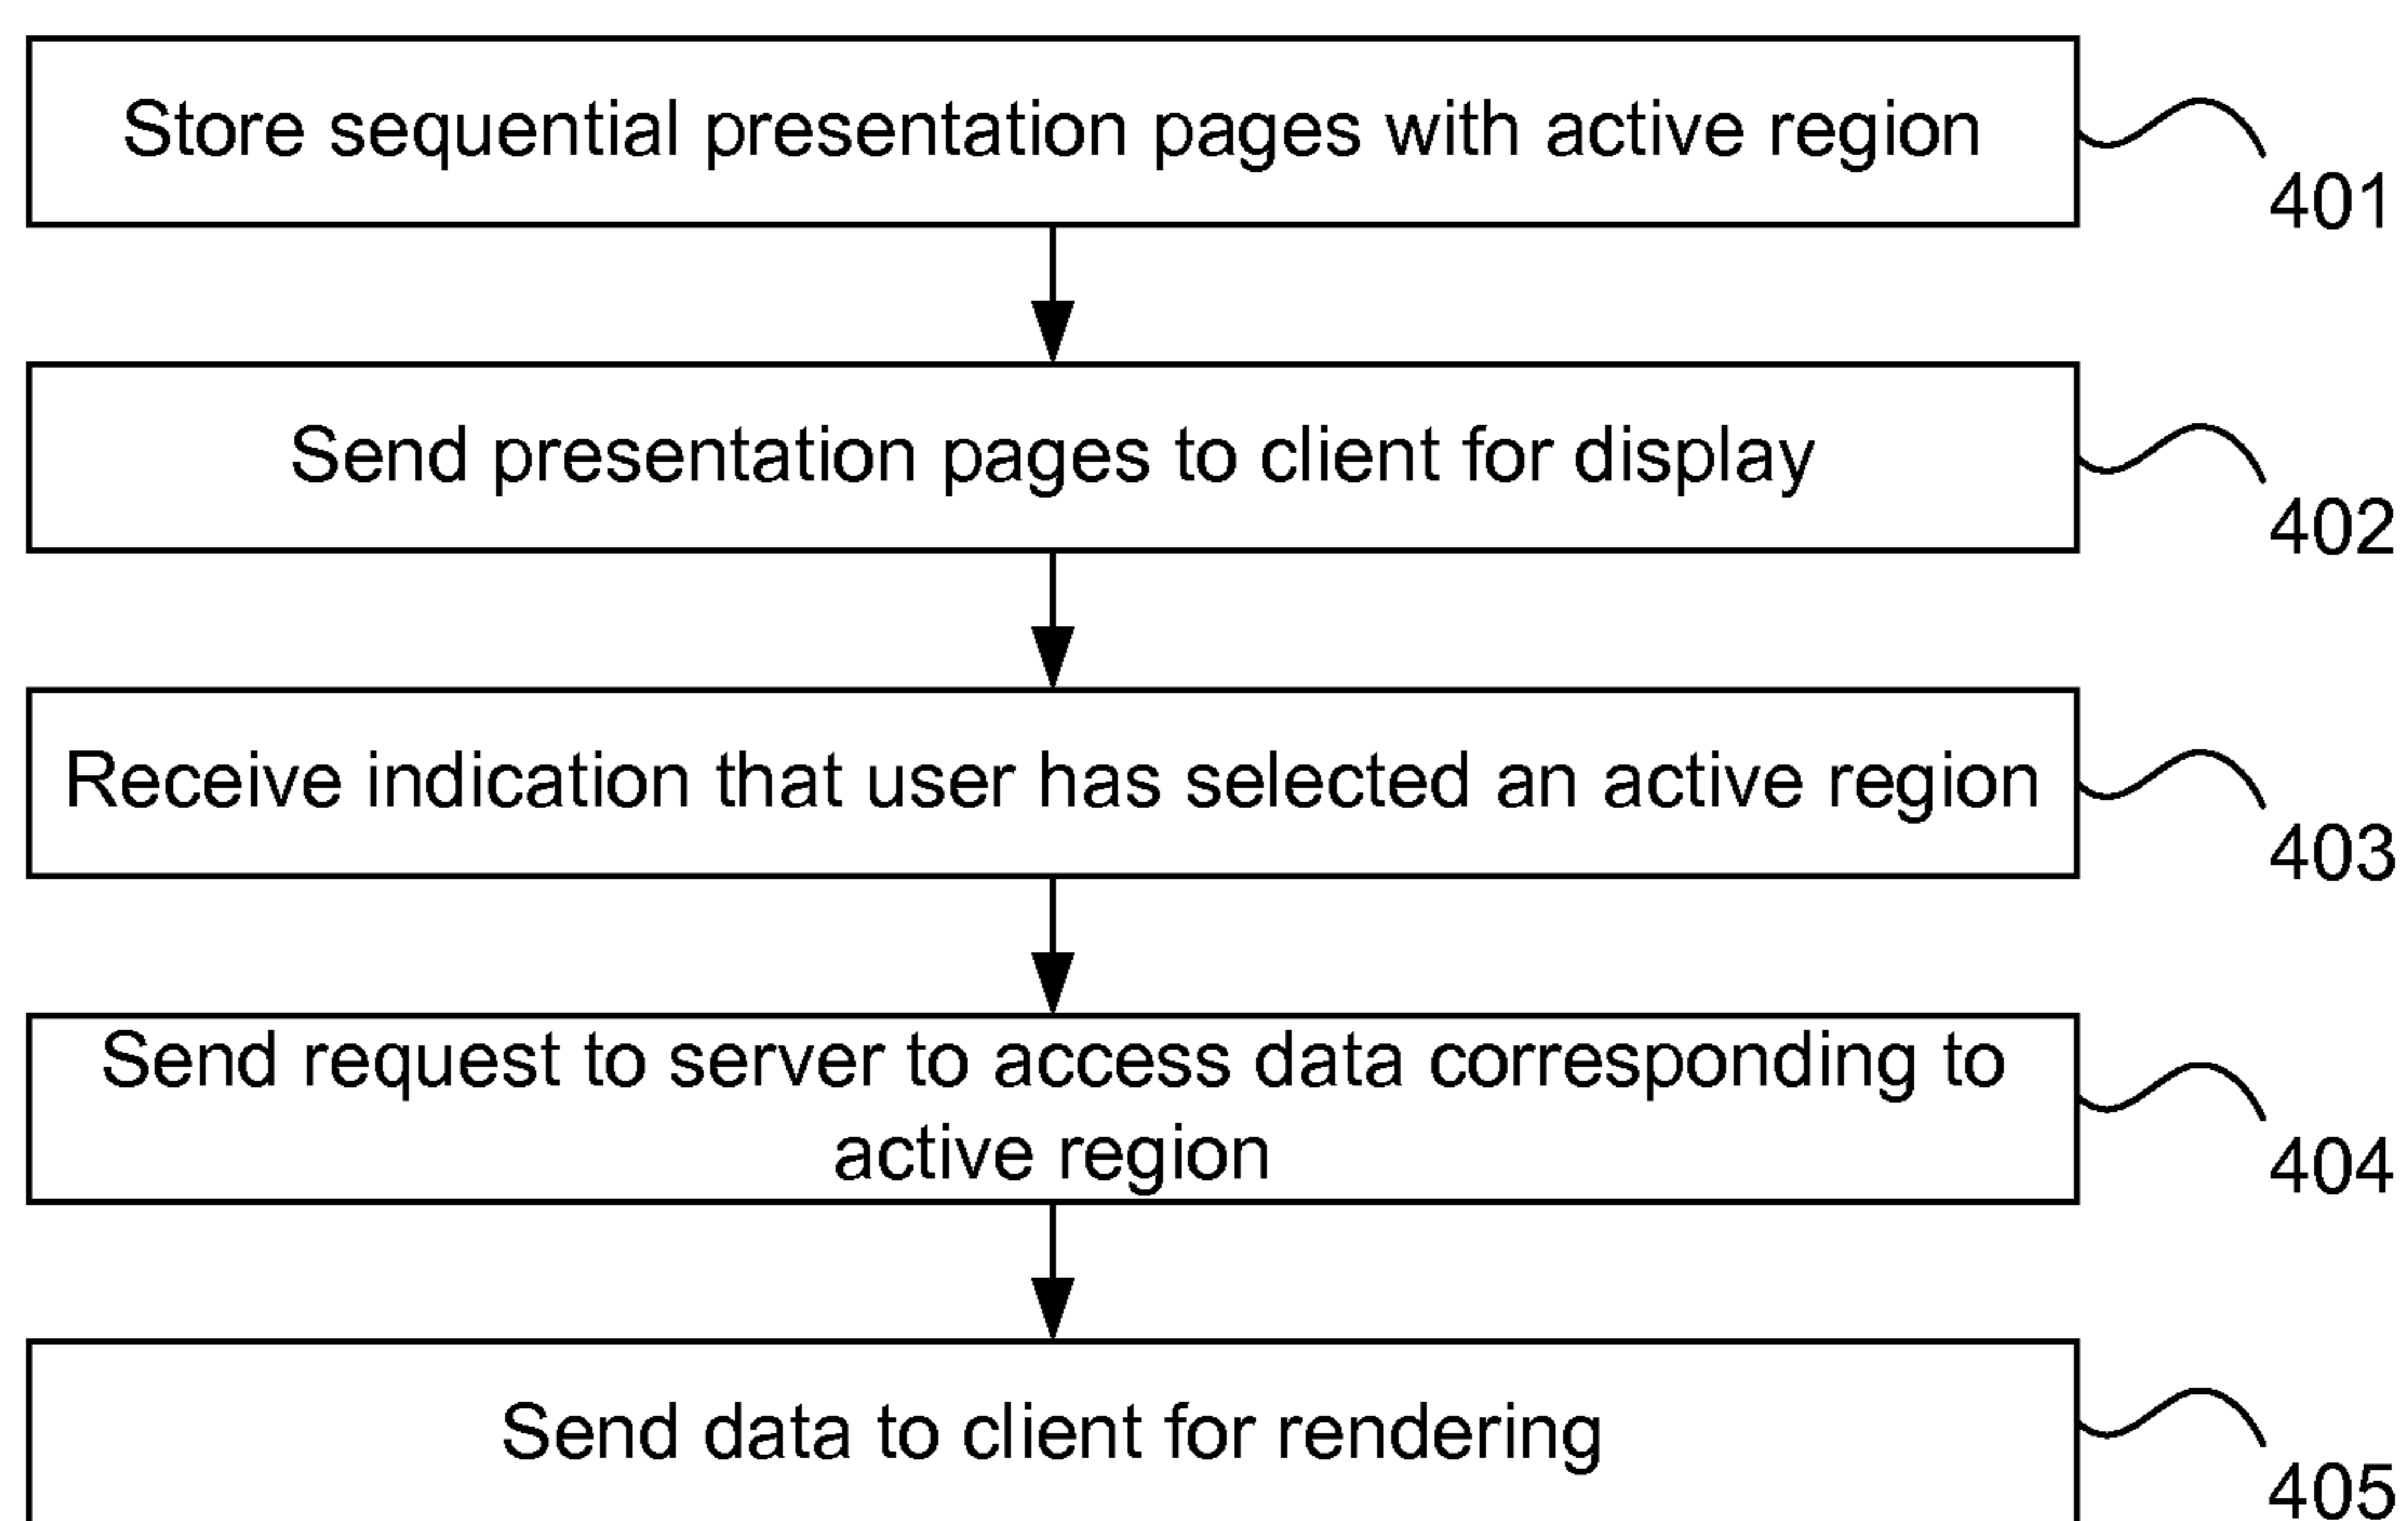 Store sequential presentation pages with active region
401
Send presentation pages to client for display
402
Receive indication that user has selected an active region
403
Send request to server to access data corresponding to
active region
404
Send data to client for rendering
405